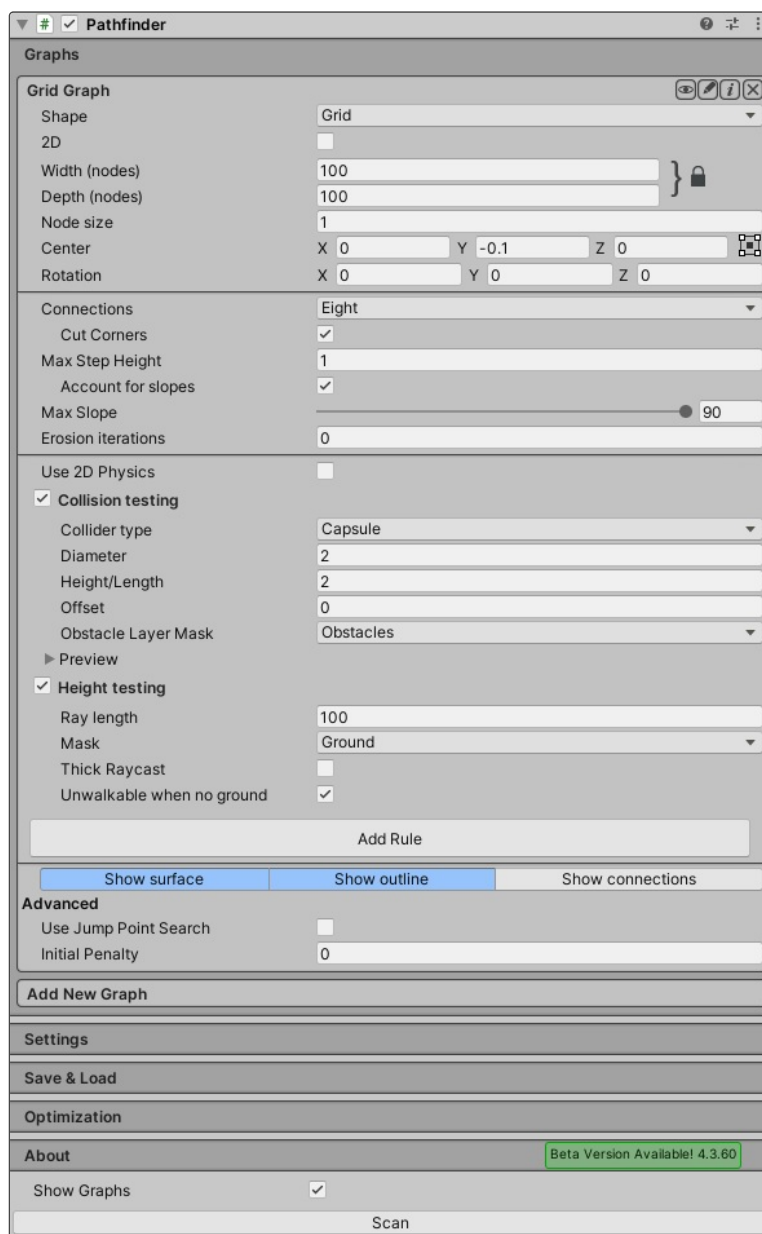 Pathfinder
Graphs
Grid Graph
Shape Grid
2D
Width (nodes) 100
Depth (nodes) 100
Node size 1
Center X 0 Y -0.1 Z 0
Rotation X 0 Y 0 Z 0
Connections Eight
Cut Corners
Max Step Height 1
Account for slopes
Max Slope 90
Erosion iterations 0
Use 2D Physics
Collision testing
Collider type Capsule
Diameter 2
Height/Length 2
Offset 0
Obstacle Layer Mask Obstacles
Preview
Height testing
Ray length 100
Mask Ground
Thick Raycast
Unwalkable when no ground
Add Rule
Show surface Show outline Show connections
Advanced
Use Jump Point Search
Initial Penalty 0
Add New Graph
Settings
Save & Load
Optimization
About Beta Version Available! 4.3.60
Show Graphs
Scan